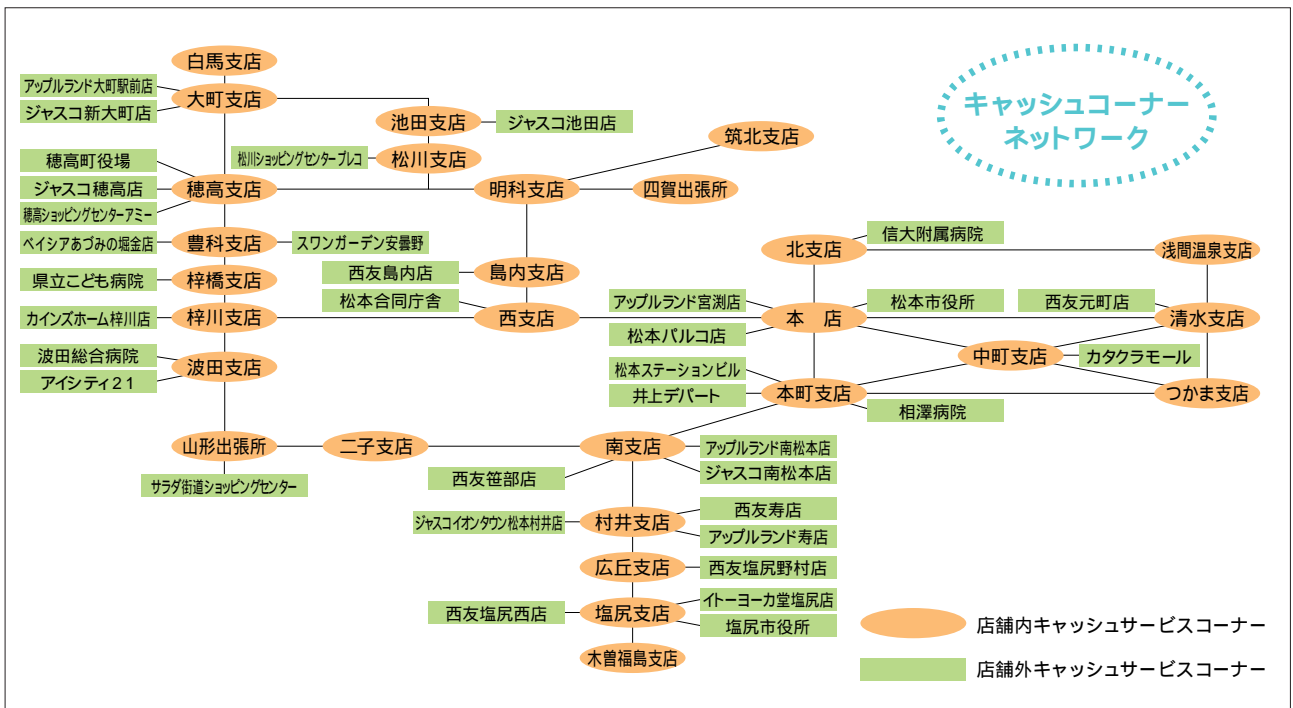 キャッシュコーナー
ネットワーク
白馬支店
アップルランド大町駅前店
大町支店
ジャスコ新大町店
池田支店
ジャスコ池田店
筑北支店
松川ショッピングセンタープレコ
松川支店
穂高町役場
ジャスコ穂高店
穂高支店
明科支店
四賀出張所
穂高ショッピングセンターアミー
ベイシアあづみの堀金店
豊科支店
スワンガーデン安曇野
信大附属病院
北支店
浅間温泉支店
県立こども病院
梓橋支店
西友島内店
島内支店
松本合同庁舎
アップルランド宮渕店
松本市役所
西友元町店
カインズホーム梓川店
梓川支店
西支店
本　店
清水支店
松本パルコ店
波田総合病院
波田支店
アイシティ21
中町支店
カタクラモール
松本ステーションビル
井上デパート
本町支店
つかま支店
相澤病院
山形出張所
二子支店
南支店
アップルランド南松本店
西友笹部店
ジャスコ南松本店
サラダ街道ショッピングセンター
西友寿店
ジャスコイオンタウン松本村井店
村井支店
アップルランド寿店
広丘支店
西友塩尻野村店
イトーヨーカ堂塩尻店
西友塩尻西店
塩尻支店
塩尻市役所
木曽福島支店
店舗内キャッシュサービスコーナー
店舗外キャッシュサービスコーナー